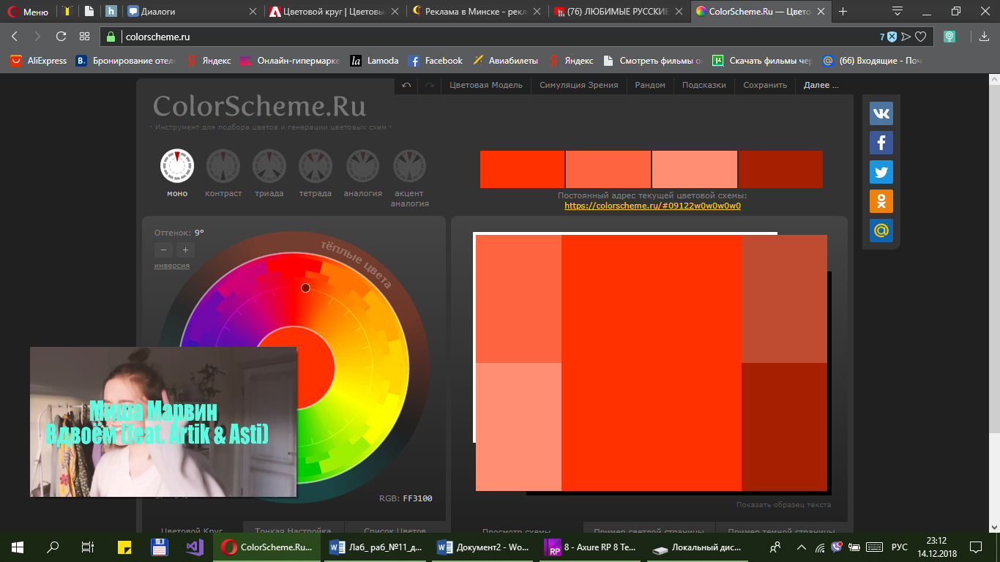 Меню
Диалоги
Цветовой круг | Цветовы
Реклама в Минске - рекл
(76) ЛЮБИМЫЕ РУССКИЕ
ColorScheme.Ru — Цвето
colorscheme.ru
7
AliExpress
Бронирование отеле
Яндекс
Онлайн-гипермарке
Lamoda
Facebook
Авиабилеты
Яндекс
Смотреть фильмы о
Скачать фильмы чер
(66) Входящие - Поч
Цветовая Модель
Симуляция Зрения
Рандом
Подсказки
Сохранить
Далее ...
ColorScheme.Ru
· Инструмент для подбора цветов и генерации цветовых схем ·
моно
контраст
триада
тетрада
аналогия
акцент
аналогия
Постоянный адрес текущей цветовой схемы:
https://colorscheme.ru/#09122w0w0w0w0
Оттенок: 9°
− +
инверсия
тёплые цвета
Миша Марвин
Вдвоём (feat. Artik & Asti)
RGB: FF3100
Показать образец текста
Цветовой Круг
Тонкая Настройка
Список Цветов
Просмотр схемы
Пример светлой страницы
Пример темной страницы
ColorScheme.Ru...
Лаб_ раб_№11_д...
Документ2 - Wo...
8 - Axure RP 8 Te...
Локальный дис...
РУС
23:12
14.12.2018